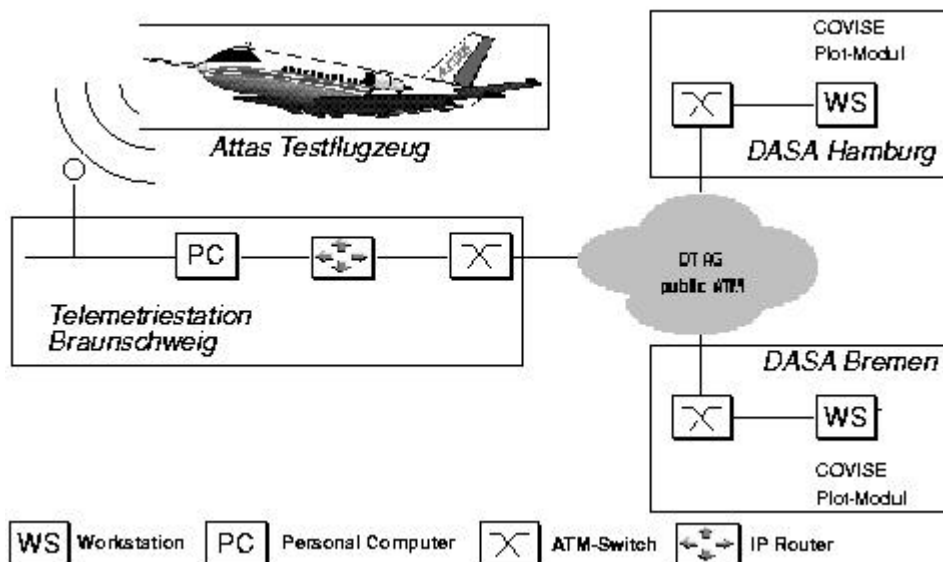 COVISE
Plot-Modul
WS
DASA Hamburg
Attas Testflugzeug
PC
Telemetriestation
Braunschweig
DT AG
public ATM
DASA Bremen
WS
COVISE
Plot-Modul
WS Workstation PC Personal Computer ATM-Switch IP Router